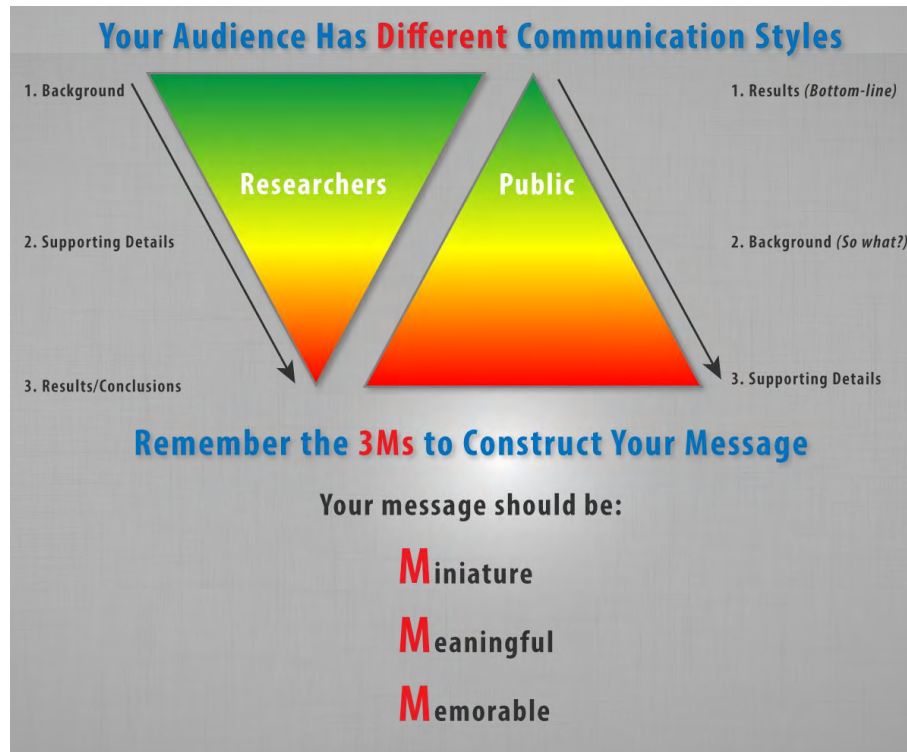 Your Audience Has Different Communication Styles
1. Background
2. Supporting Details
3. Results/Conclusions
Researchers
Public
1. Results (Bottom-line)
2. Background (So what?)
3. Supporting Details
Remember the 3Ms to Construct Your Message
Your message should be:
Miniature
Meaningful
Memorable